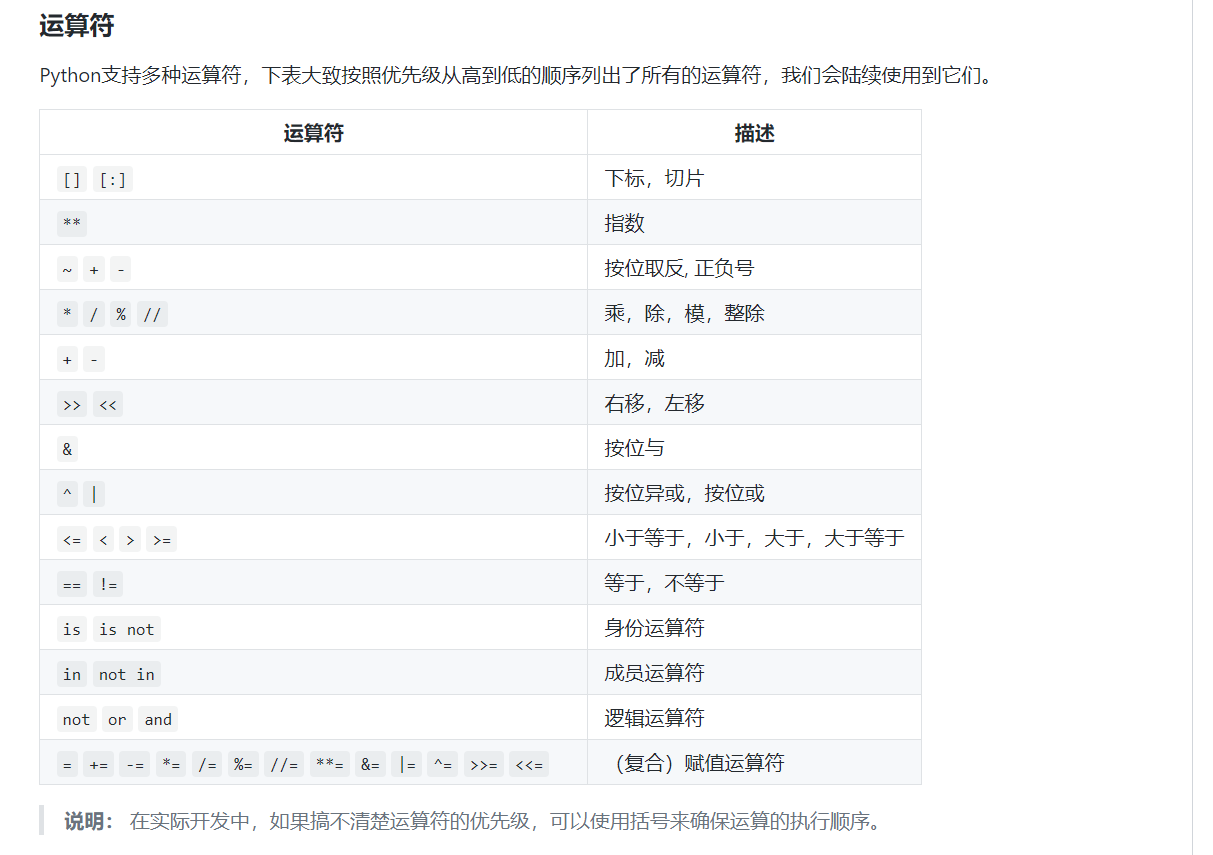 运算符
Python支持多种运算符，下表大致按照优先级从高到低的顺序列出了所有的运算符，我们会陆续使用到它们。
运算符 描述
[] [:] 下标，切片
** 指数
~ + - 按位取反, 正负号
* / % // 乘，除，模，整除
+ - 加，减
>> << 右移，左移
& 按位与
^ | 按位异或，按位或
<= < > >= 小于等于，小于，大于，大于等于
== != 等于，不等于
is is not 身份运算符
in not in 成员运算符
not or and 逻辑运算符
= += -= *= /= %= //= **= &= |= ^= >>= <<= （复合）赋值运算符
说明： 在实际开发中，如果搞不清楚运算符的优先级，可以使用括号来确保运算的执行顺序。